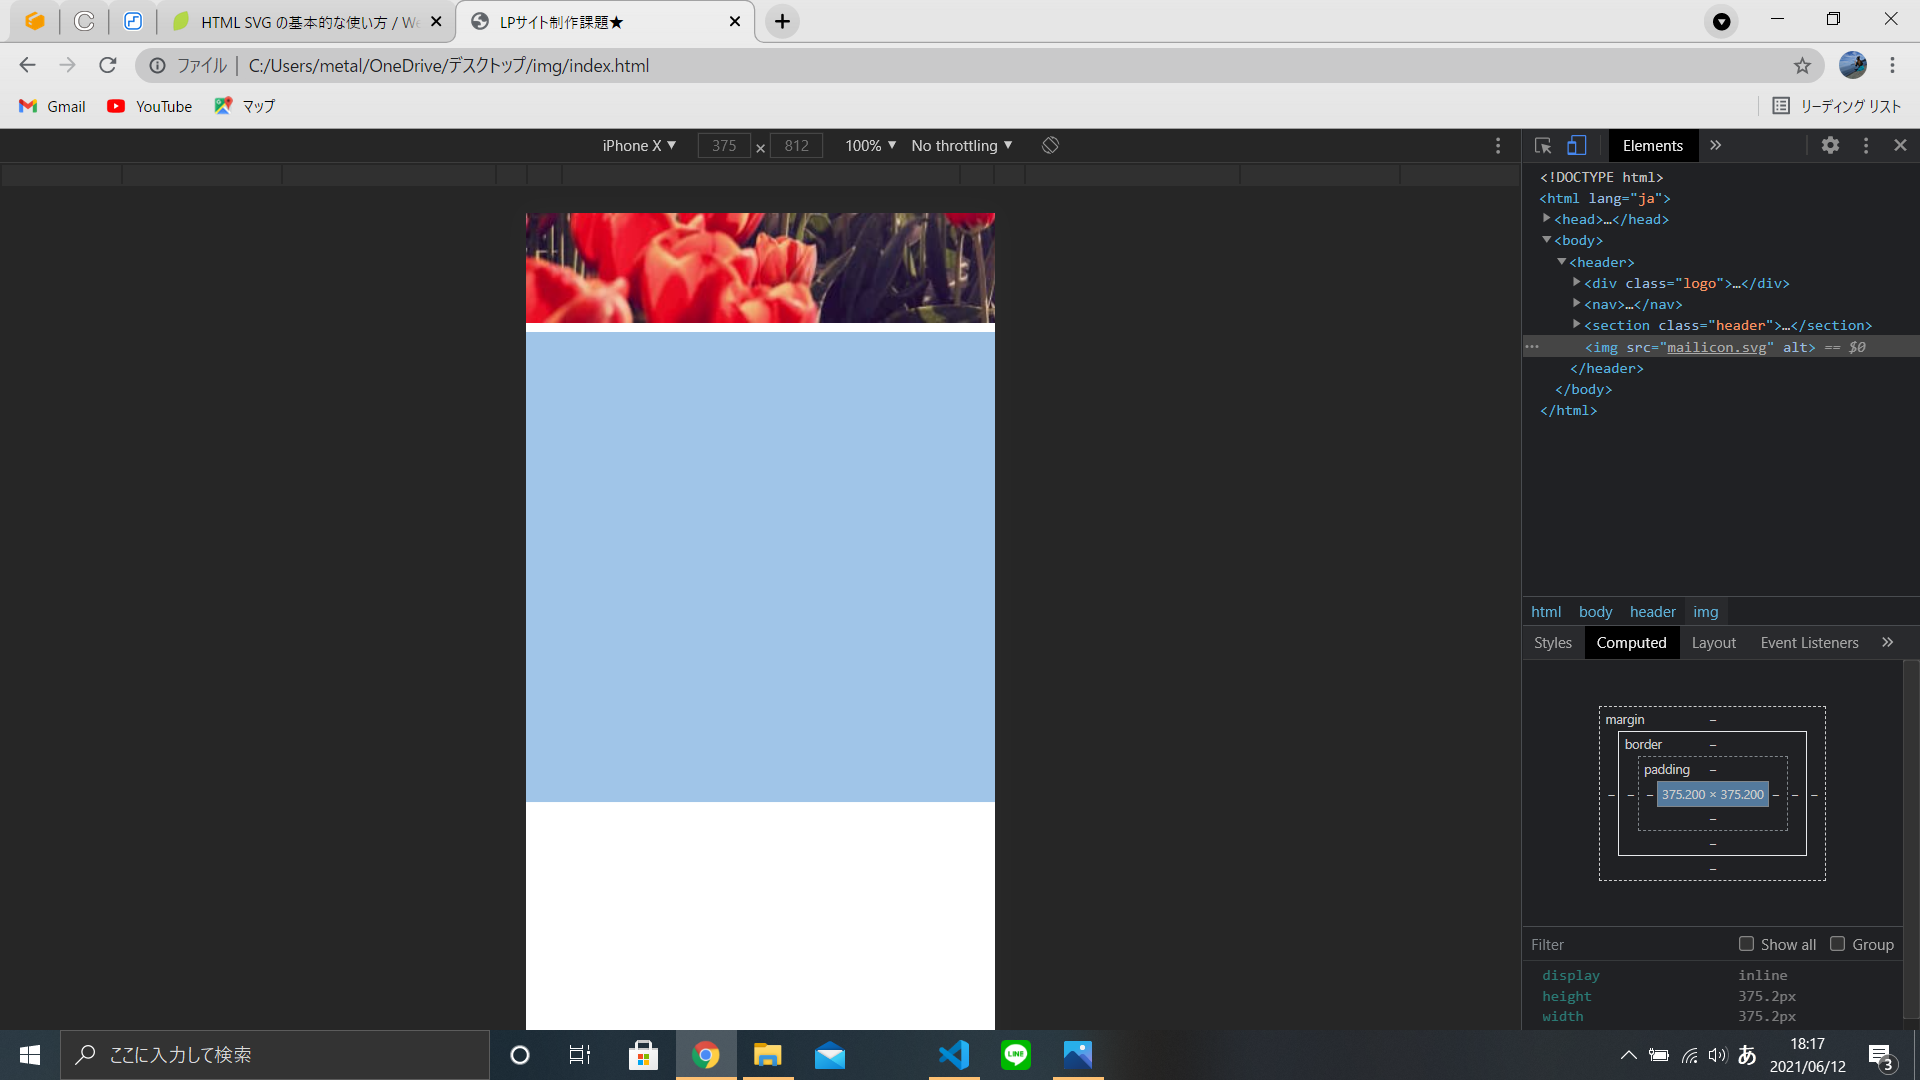 HTML SVG の基本的な使い方 / We
LPサイト制作課題★
ファイル | C:/Users/metal/OneDrive/デスクトップ/img/index.html
Gmail YouTube マップ リーディング リスト
iPhone X ▼ 375 × 812 100% ▼ No throttling ▼
Elements »
<!DOCTYPE html>
<html lang="ja">
<head>…</head>
<body>
<header>
<div class="logo">…</div>
<nav>…</nav>
<section class="header">…</section>
<img src="mailicon.svg" alt> == $0
</header>
</body>
</html>
html body header img
Styles Computed Layout Event Listeners »
margin –
border –
padding –
– – – 375.200 × 375.200 – – –
–
–
–
Filter Show all Group
display inline
height 375.2px
width 375.2px
ここに入力して検索
LINE
あ
18:17
2021/06/12
3